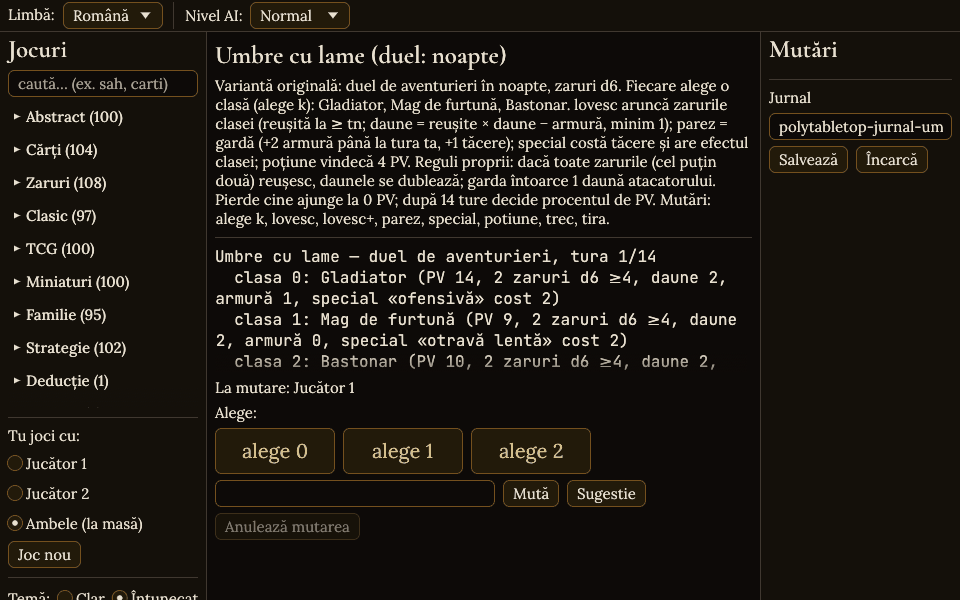 Limbă: Română ▼ Nivel AI: Normal ▼
Jocuri
caută... (ex. sah, carti)
▸ Abstract (100)
▸ Cărți (104)
▸ Zaruri (108)
▸ Clasic (97)
▸ TCG (100)
▸ Miniaturi (100)
▸ Familie (95)
▸ Strategie (102)
▸ Deducție (1)
Tu joci cu:
Jucător 1
Jucător 2
Ambele (la masă)
Joc nou
Temă: Clar Întunecat
Umbre cu lame (duel: noapte)
Variantă originală: duel de aventurieri în noapte, zaruri d6. Fiecare alege o
clasă (alege k): Gladiator, Mag de furtună, Bastonar. lovesc aruncă zarurile
clasei (reușită la ≥ tn; daune = reușite × daune − armură, minim 1); parez =
gardă (+2 armură până la tura ta, +1 tăcere); special costă tăcere și are efectul
clasei; poțiune vindecă 4 PV. Reguli proprii: dacă toate zarurile (cel puțin
două) reușesc, daunele se dublează; garda întoarce 1 daună atacatorului.
Pierde cine ajunge la 0 PV; după 14 ture decide procentul de PV. Mutări:
alege k, lovesc, lovesc+, parez, special, potiune, trec, tira.
Umbre cu lame — duel de aventurieri, tura 1/14
clasa 0: Gladiator (PV 14, 2 zaruri d6 ≥4, daune 2,
armură 1, special «ofensivă» cost 2)
clasa 1: Mag de furtună (PV 9, 2 zaruri d6 ≥4, daune
2, armură 0, special «otravă lentă» cost 2)
clasa 2: Bastonar (PV 10, 2 zaruri d6 ≥4, daune 2,
La mutare: Jucător 1
Alege:
alege 0 alege 1 alege 2
Mută Sugestie
Anulează mutarea
Mutări
Jurnal
polytabletop-jurnal-um
Salvează Încarcă